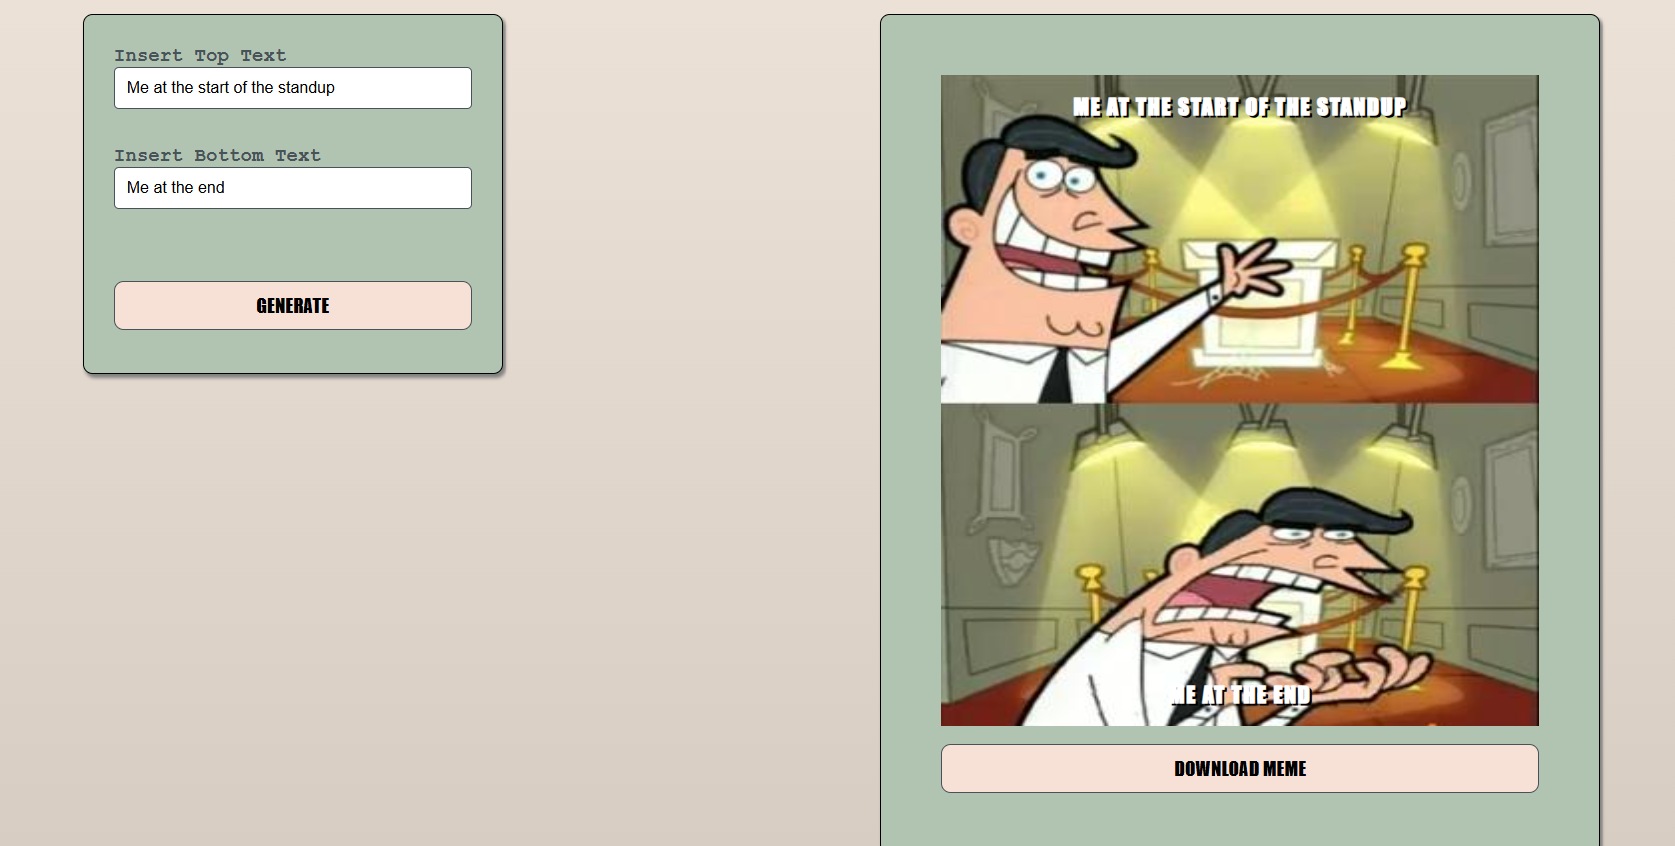 Insert Top Text
Me at the start of the standup
Insert Bottom Text
Me at the end
GENERATE
ME AT THE START OF THE STANDUP
ME AT THE END
DOWNLOAD MEME